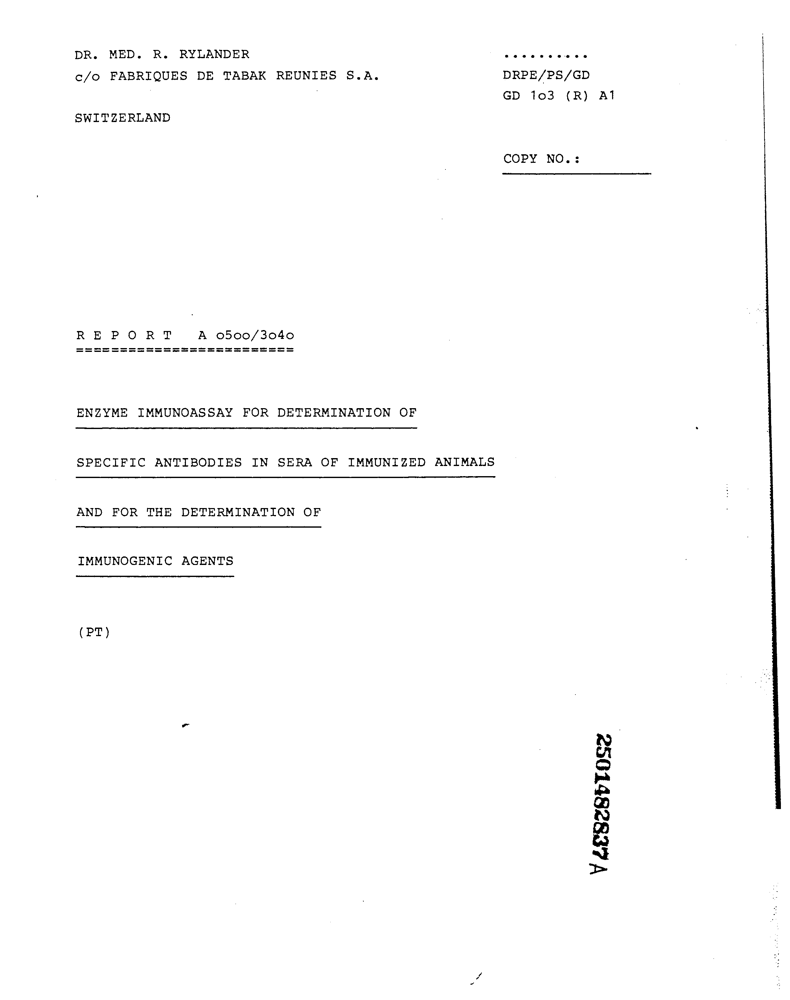 DR. MED. R. RYLANDER
c/o FABRIQUES DE TABAK REUNIES S.A.
SWITZERLAND
..........
DRPE/PS/GD
GD 1o3 (R) A1
COPY NO.:
R E P O R T   A o5oo/3o4o
=========================
ENZYME IMMUNOASSAY FOR DETERMINATION OF
SPECIFIC ANTIBODIES IN SERA OF IMMUNIZED ANIMALS
AND FOR THE DETERMINATION OF
IMMUNOGENIC AGENTS
(PT)
2501482837 A